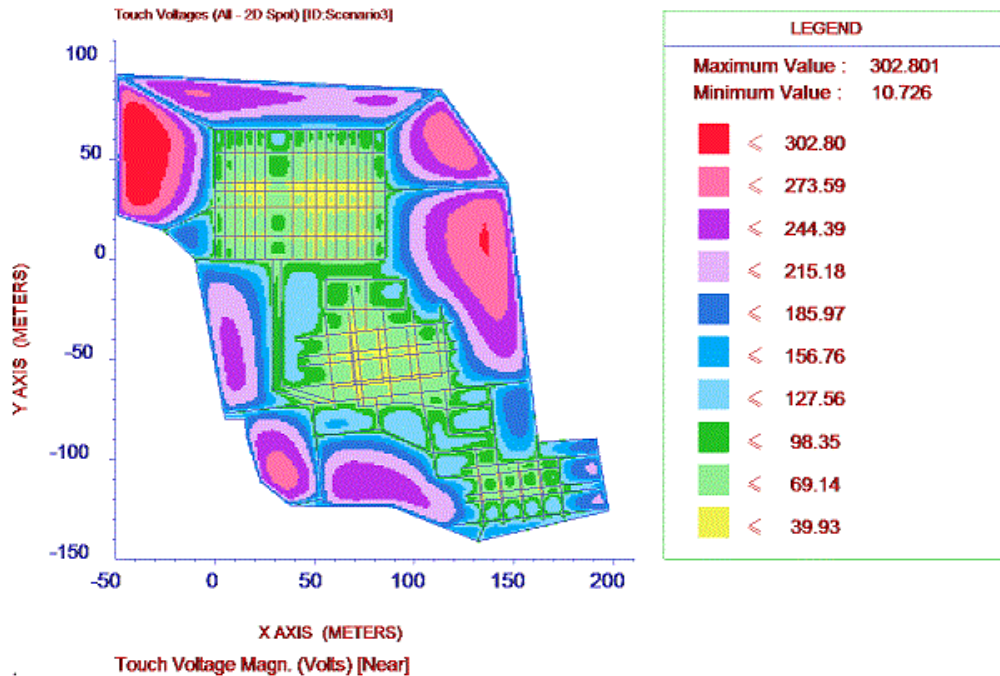 Touch Voltages (All - 2D Spot) [ID:Scenario3]
LEGEND
Maximum Value : 302.801
Minimum Value : 10.726
⩽ 302.80
⩽ 273.59
⩽ 244.39
⩽ 215.18
⩽ 185.97
⩽ 156.76
⩽ 127.56
⩽ 98.35
⩽ 69.14
⩽ 39.93
Y AXIS (METERS)
100
50
0
-50
-100
-150
-50 0 50 100 150 200
X AXIS (METERS)
Touch Voltage Magn. (Volts) [Near]